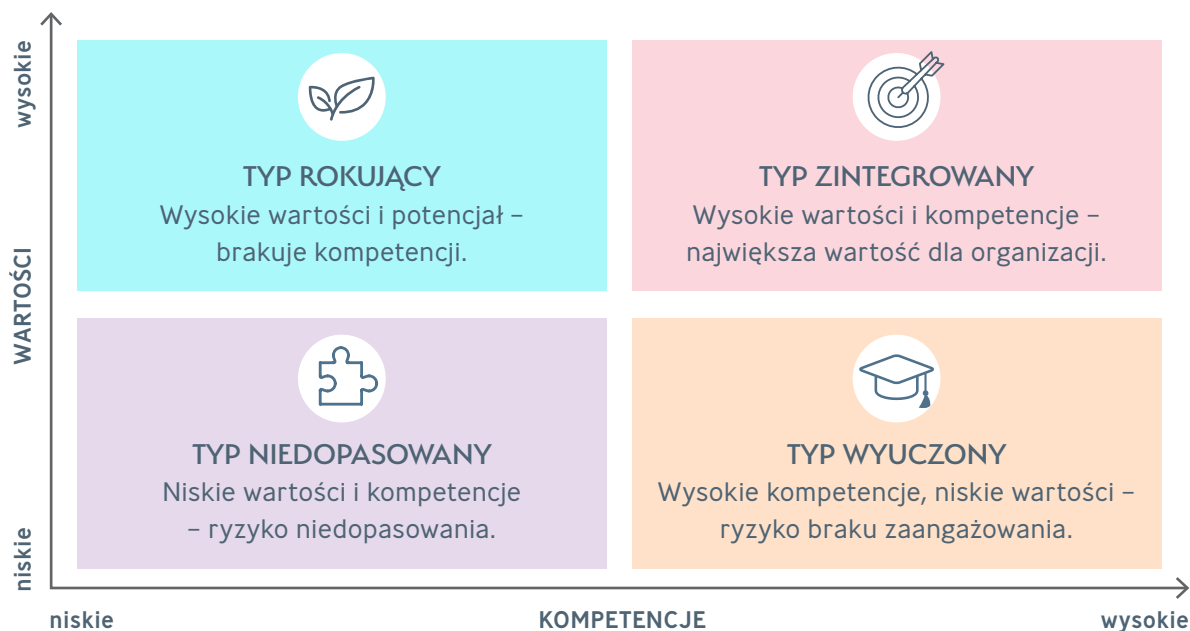 wysokie
WARTOŚCI
niskie
TYP ROKUJĄCY
Wysokie wartości i potencjał –
brakuje kompetencji.
TYP ZINTEGROWANY
Wysokie wartości i kompetencje –
największa wartość dla organizacji.
TYP NIEDOPASOWANY
Niskie wartości i kompetencje
– ryzyko niedopasowania.
TYP WYUCZONY
Wysokie kompetencje, niskie wartości –
ryzyko braku zaangażowania.
niskie
KOMPETENCJE
wysokie